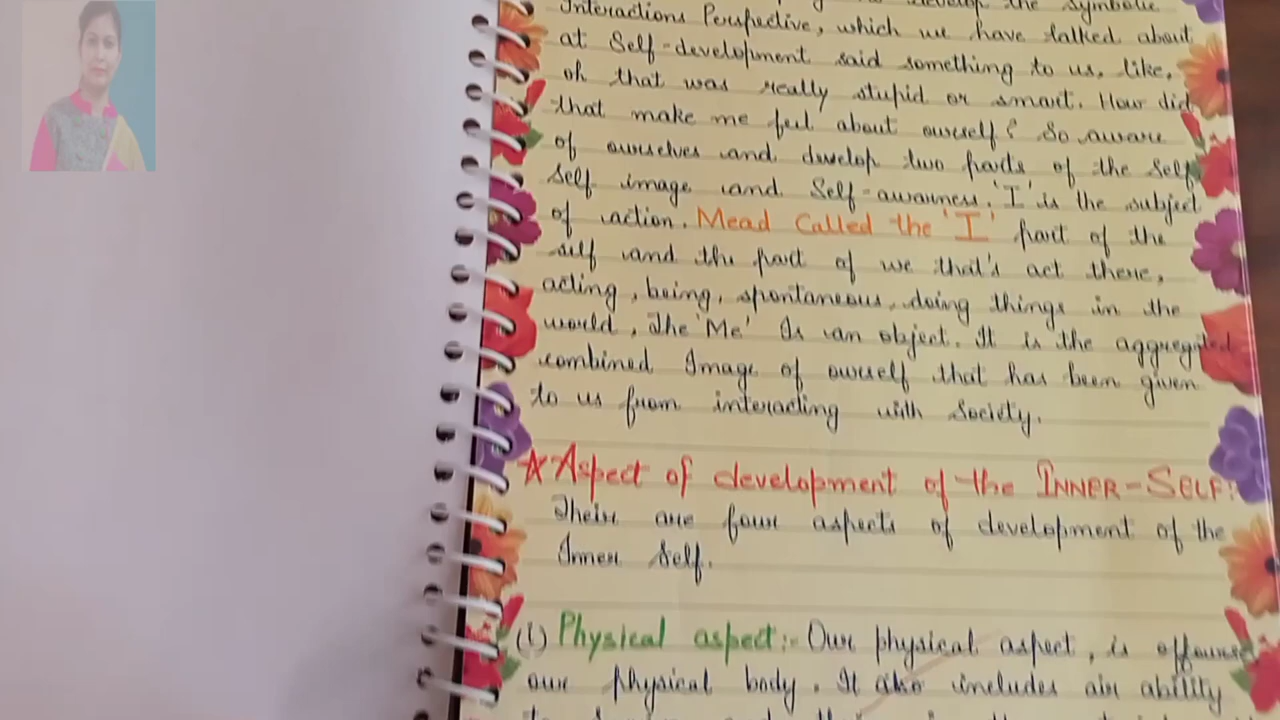 develop the Symbolic
Interactions Perspective, which we have talked about
at Self-development said something to us, like,
oh that was really stupid or smart. How did
that make me feel about ourself? So aware
of ourselves and develop two parts of the Self
Self image and Self-awarness. 'I' is the subject
of action. Mead Called the 'I' part of the
self and the part of we that's act there,
acting, being, spontaneous, doing things in the
world, The 'Me' Is an object. It is the aggregated
combined Image of ourself that has been given
to us from interacting with Society.
☆ Aspect of development of the INNER-SELF:
Their are four aspects of development of the
Inner Self.
(i) Physical aspect:- Our physical aspect, is
our physical body. It also includes air ability